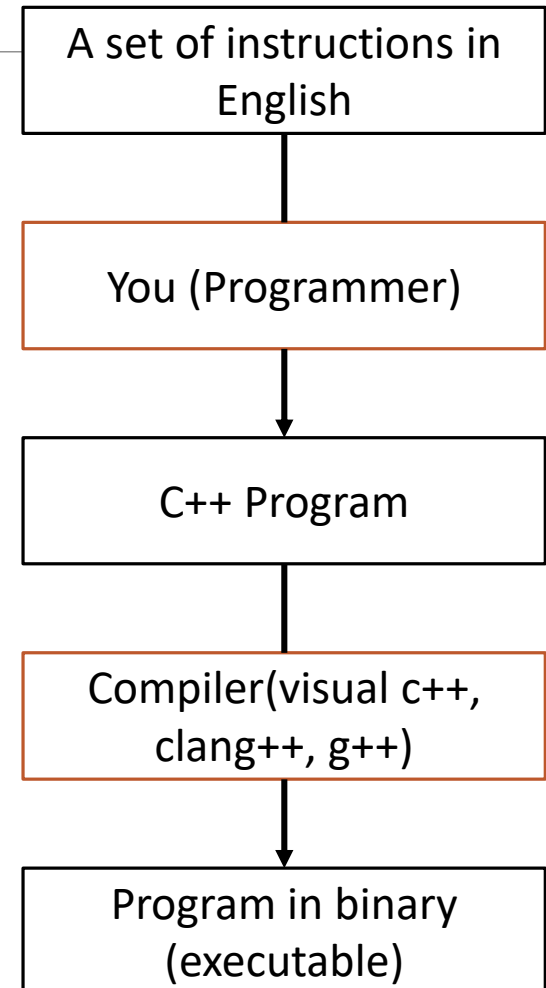 A set of instructions in
English
You (Programmer)
C++ Program
Compiler(visual c++,
clang++, g++)
Program in binary
(executable)